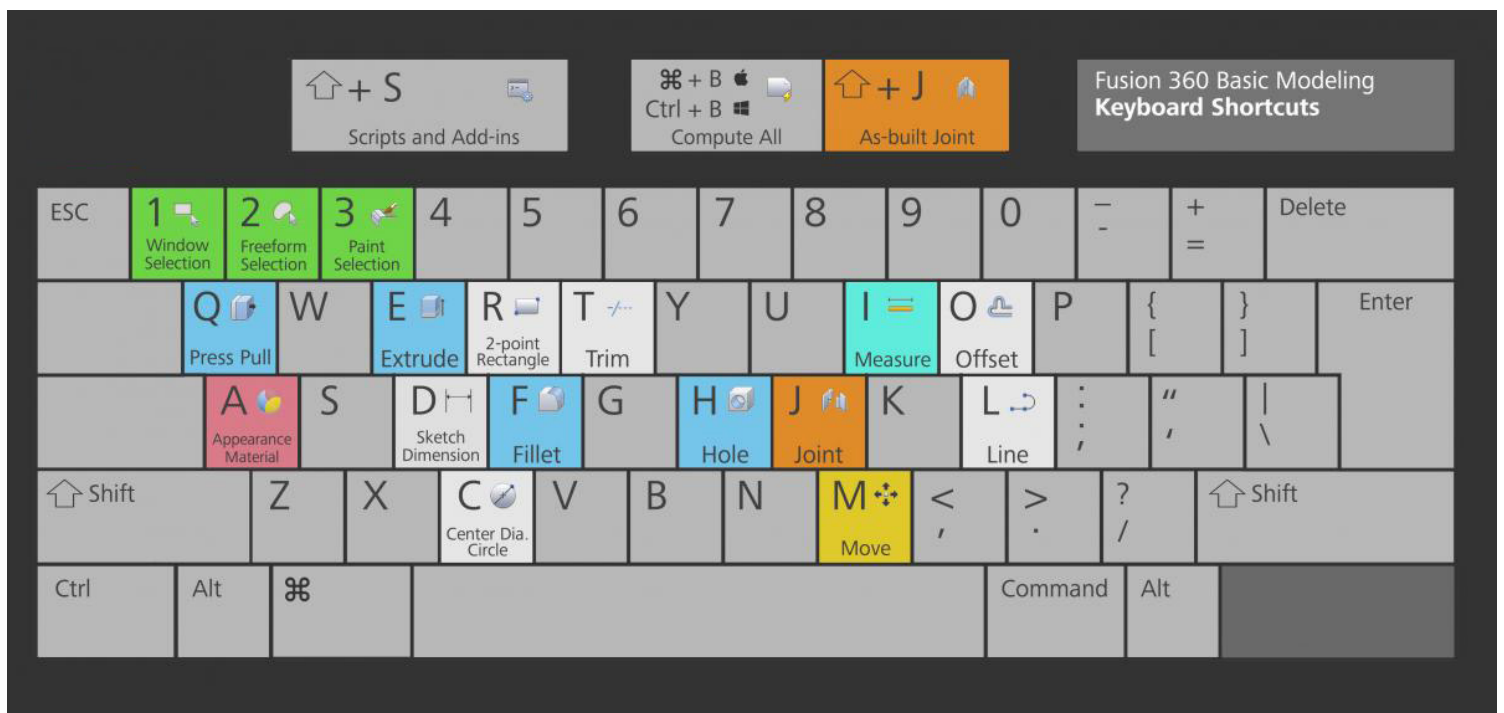 ⇧+ S
Scripts and Add-ins
⌘ + B
Ctrl + B
Compute All
⇧+ J
As-built Joint
Fusion 360 Basic Modeling
Keyboard Shortcuts
ESC
1
Window
Selection
2
Freeform
Selection
3
Paint
Selection
4
5
6
7
8
9
0
_
-
+
=
Delete
Q
Press Pull
W
E
Extrude
R
2-point
Rectangle
T
Trim
Y
U
I
Measure
O
Offset
P
{
[
}
]
Enter
A
Appearance
Material
S
D
Sketch
Dimension
F
Fillet
G
H
Hole
J
Joint
K
L
Line
:
;
"
'
|
\
⇧ Shift
Z
X
C
Center Dia.
Circle
V
B
N
M
Move
<
,
>
.
?
/
⇧ Shift
Ctrl
Alt
⌘
Command
Alt